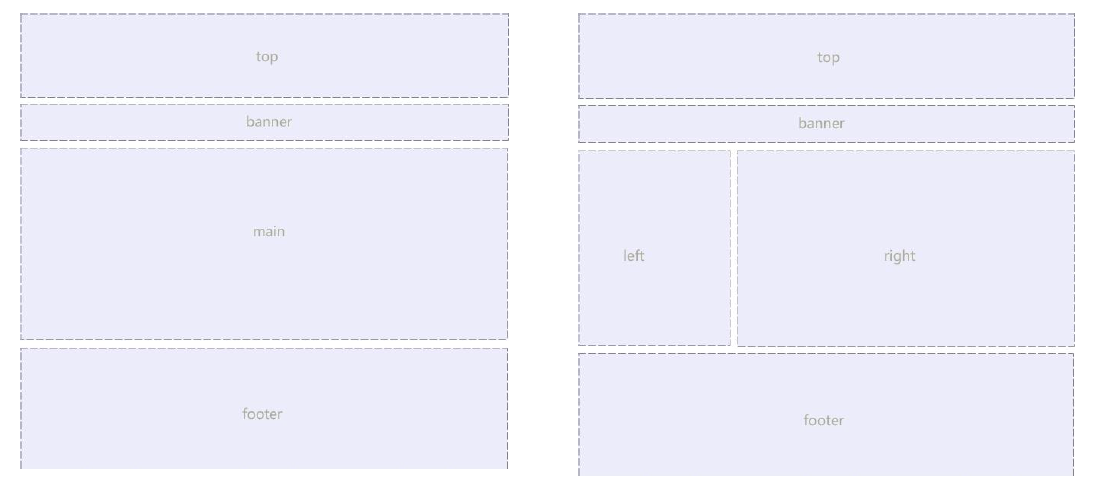 top
banner
main
footer
top
banner
left
right
footer